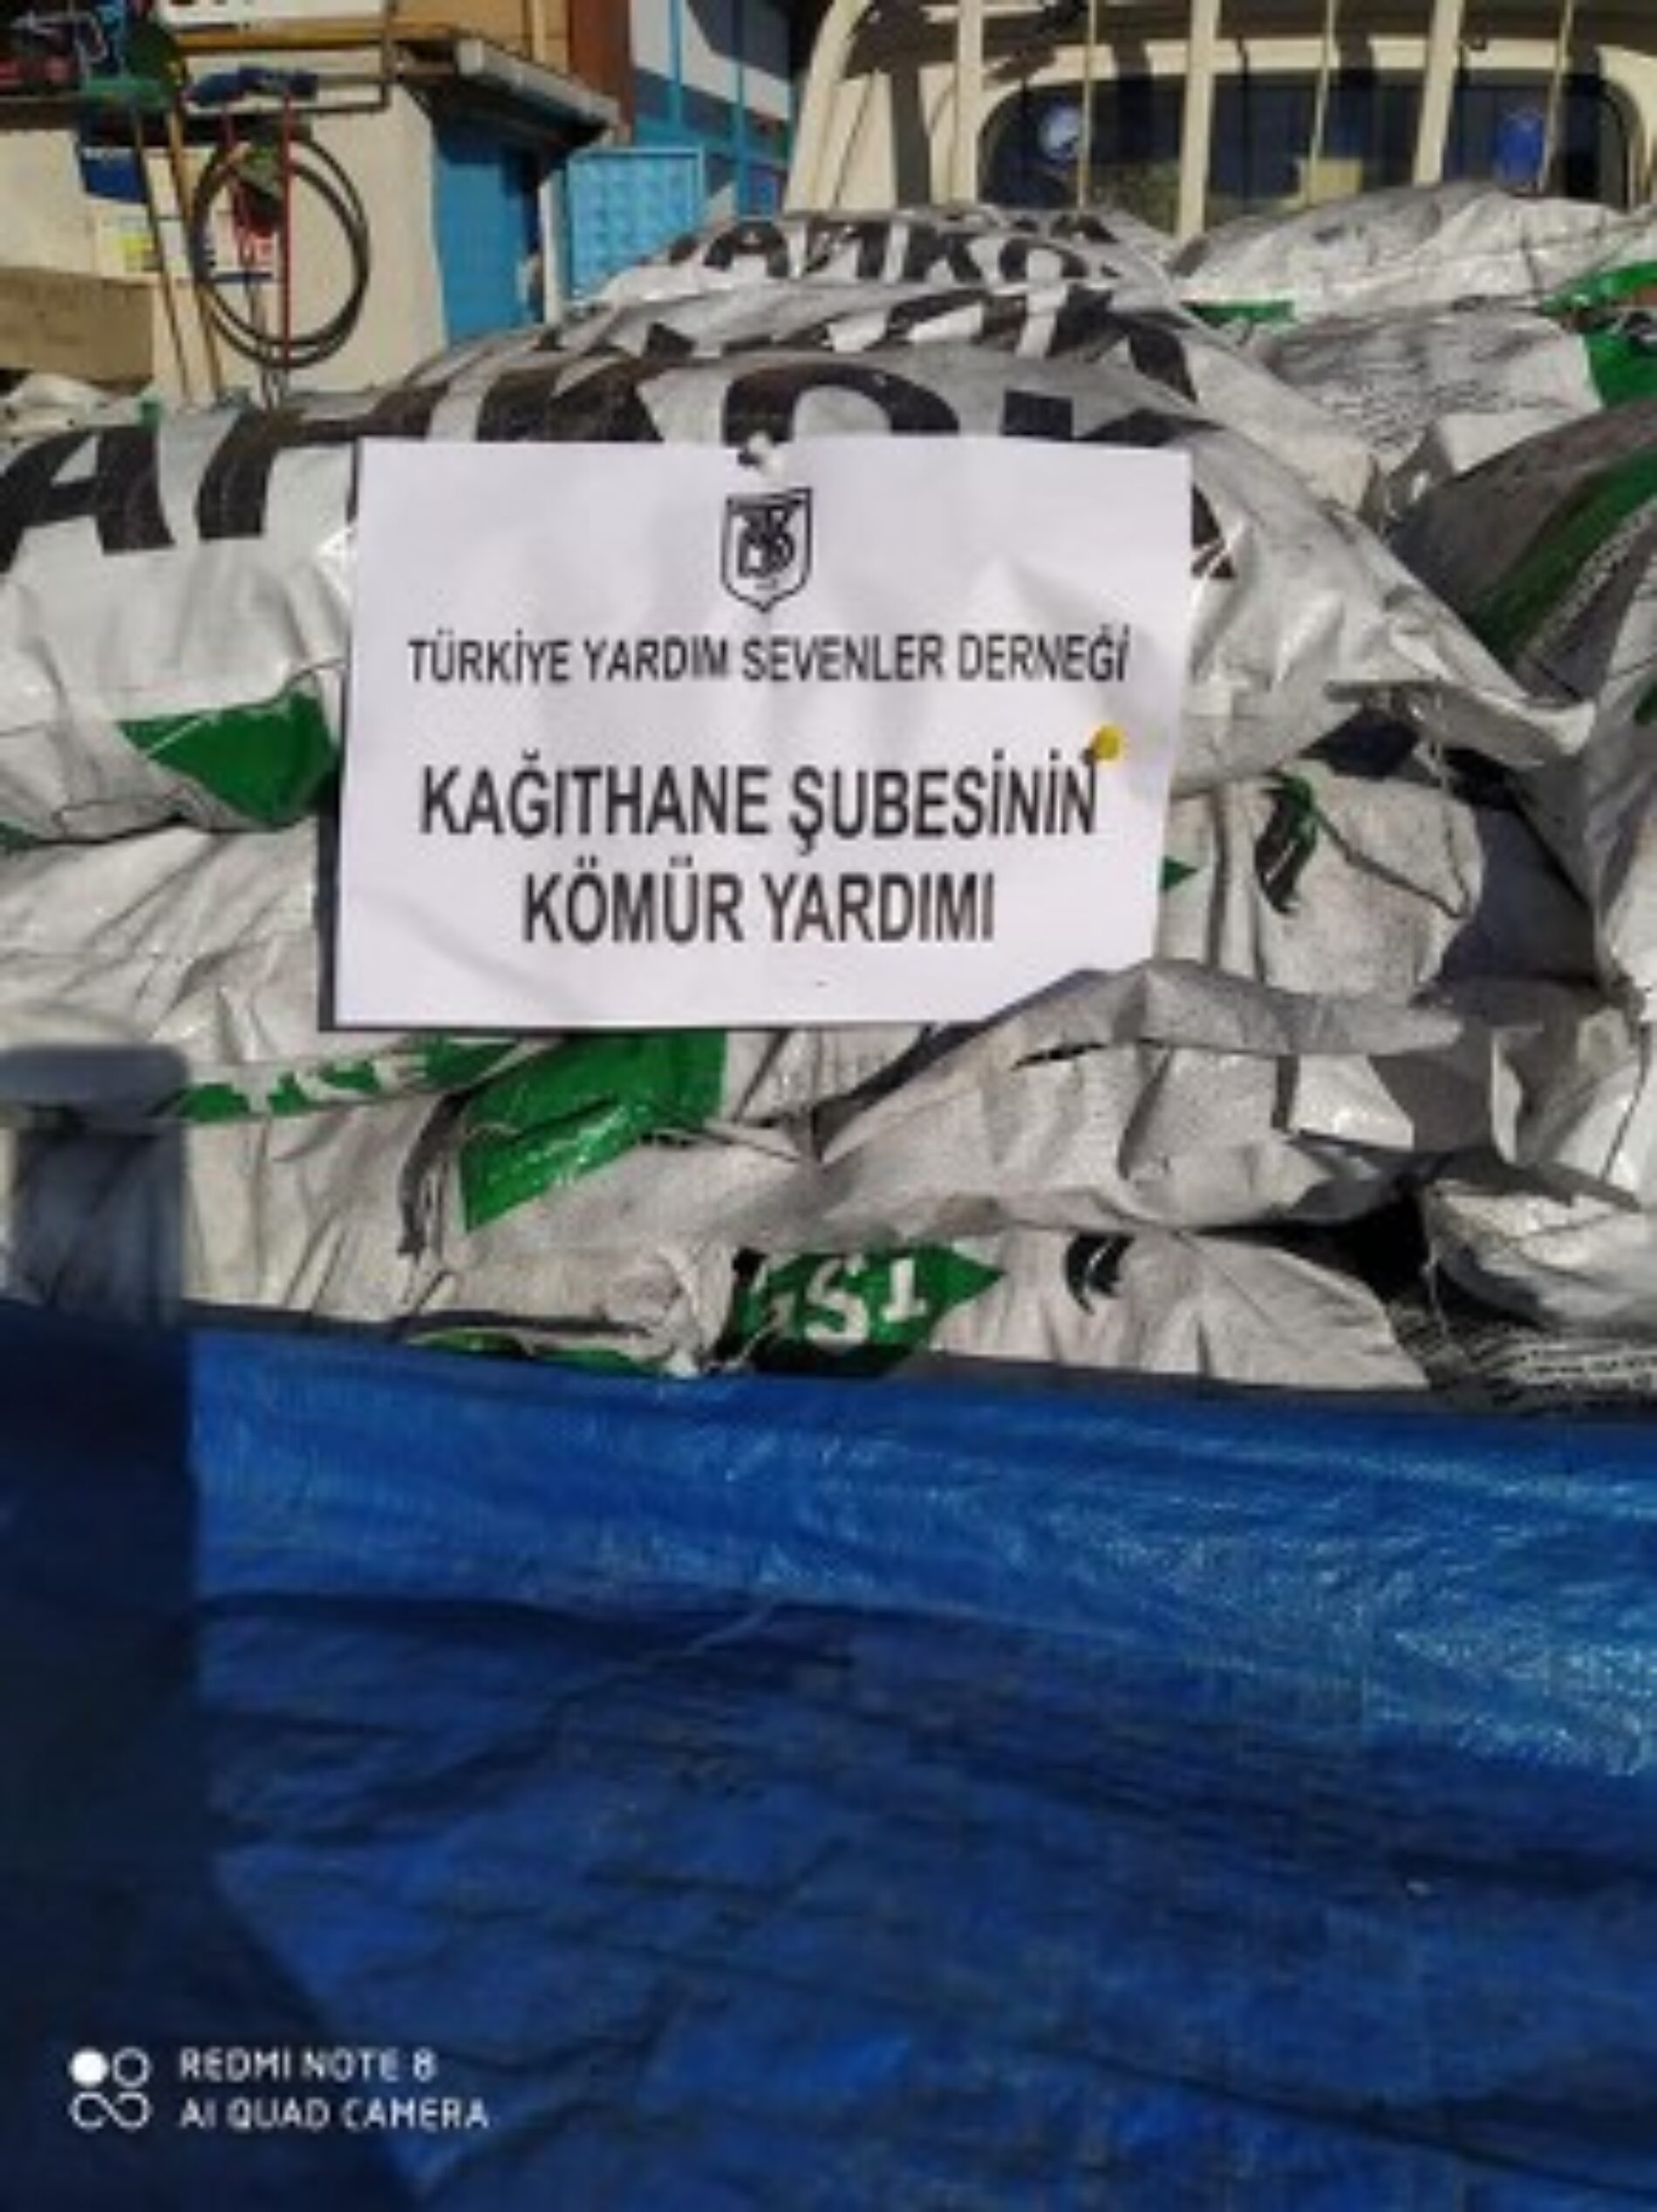 TÜRKİYE YARDIM SEVENLER DERNEĞİ
KAĞITHANE ŞUBESİNİN
KÖMÜR YARDIMI
REDMI NOTE 8
AI QUAD CAMERA